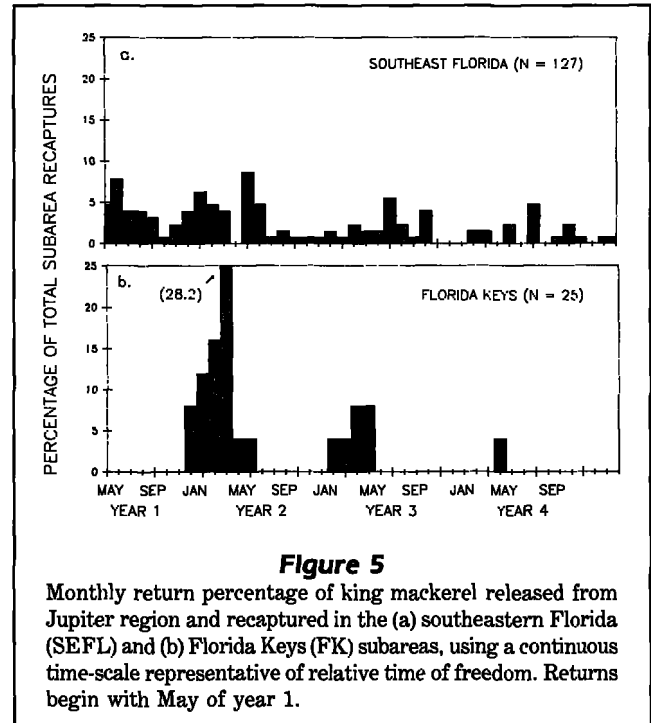 PERCENTAGE OF TOTAL SUBAREA RECAPTURES
25
a.
SOUTHEAST FLORIDA (N = 127)
20
15
10
5
0
25
b.
(28.2)
FLORIDA KEYS (N = 25)
20
15
10
5
0
MAY SEP JAN MAY SEP JAN MAY SEP JAN MAY SEP
YEAR 1 YEAR 2 YEAR 3 YEAR 4
Figure 5
Monthly return percentage of king mackerel released from
Jupiter region and recaptured in the (a) southeastern Florida
(SEFL) and (b) Florida Keys (FK) subareas, using a continuous
time-scale representative of relative time of freedom. Returns
begin with May of year 1.